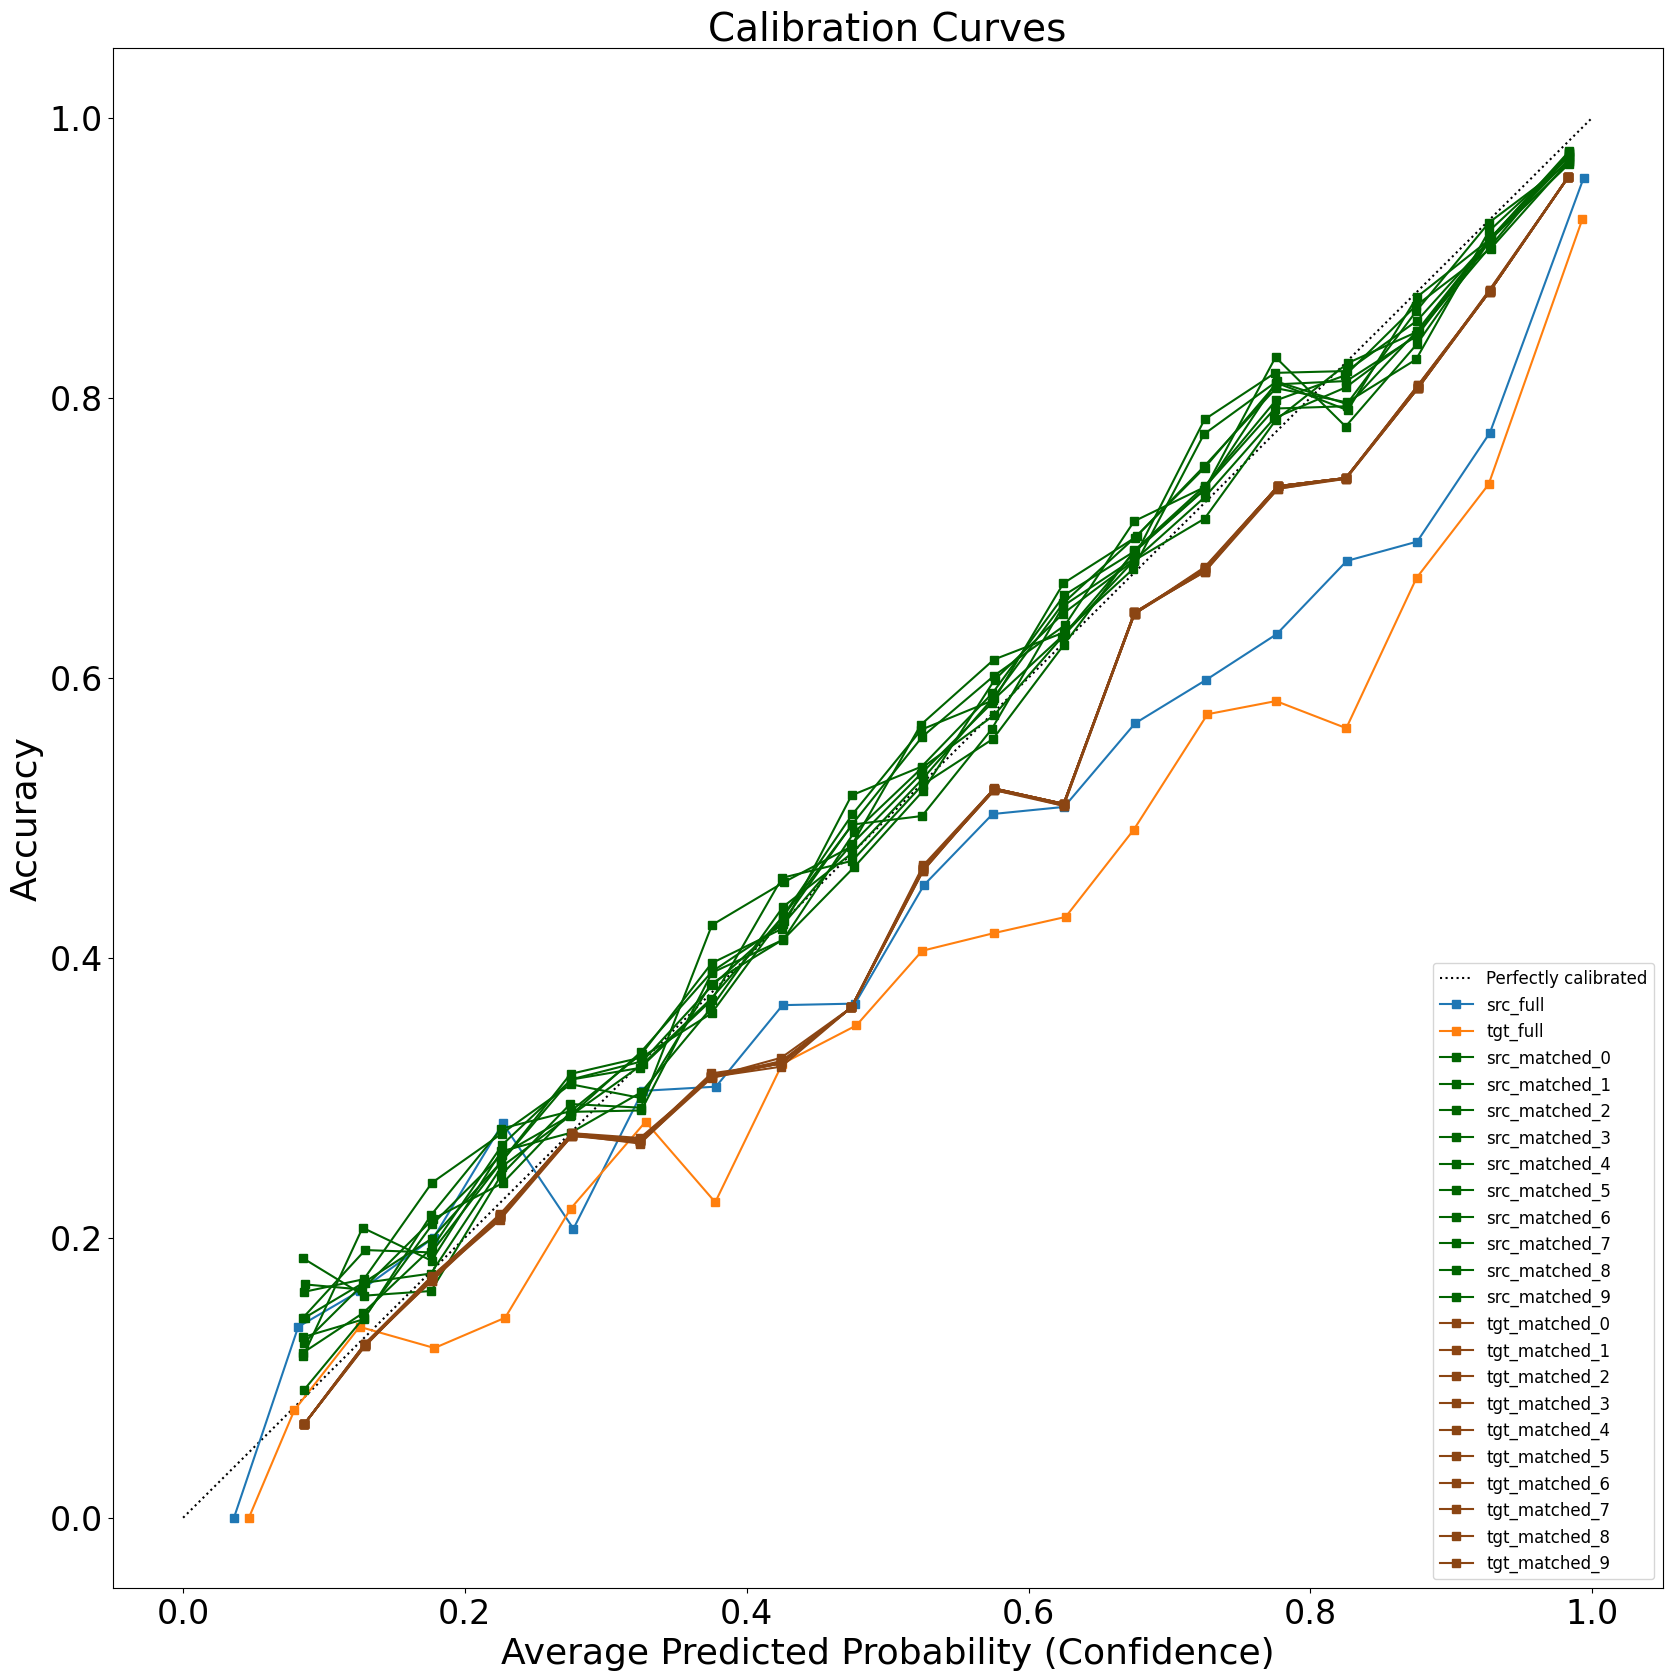 Calibration Curves
1.0
0.8
0.6
0.4
0.2
0.0
Accuracy
0.0 0.2 0.4 0.6 0.8 1.0
Average Predicted Probability (Confidence)
Perfectly calibrated
src_full
tgt_full
src_matched_0
src_matched_1
src_matched_2
src_matched_3
src_matched_4
src_matched_5
src_matched_6
src_matched_7
src_matched_8
src_matched_9
tgt_matched_0
tgt_matched_1
tgt_matched_2
tgt_matched_3
tgt_matched_4
tgt_matched_5
tgt_matched_6
tgt_matched_7
tgt_matched_8
tgt_matched_9